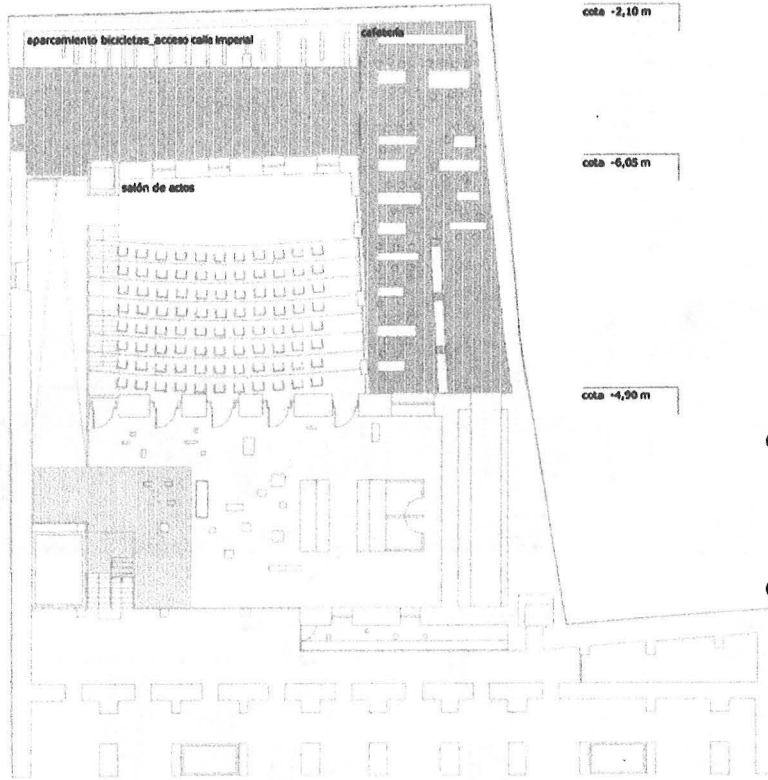 aparcamiento bicicletas_acceso calle Imperial
cafetería
cota -2,10 m
cota -6,05 m
salón de actos
cota -4,90 m